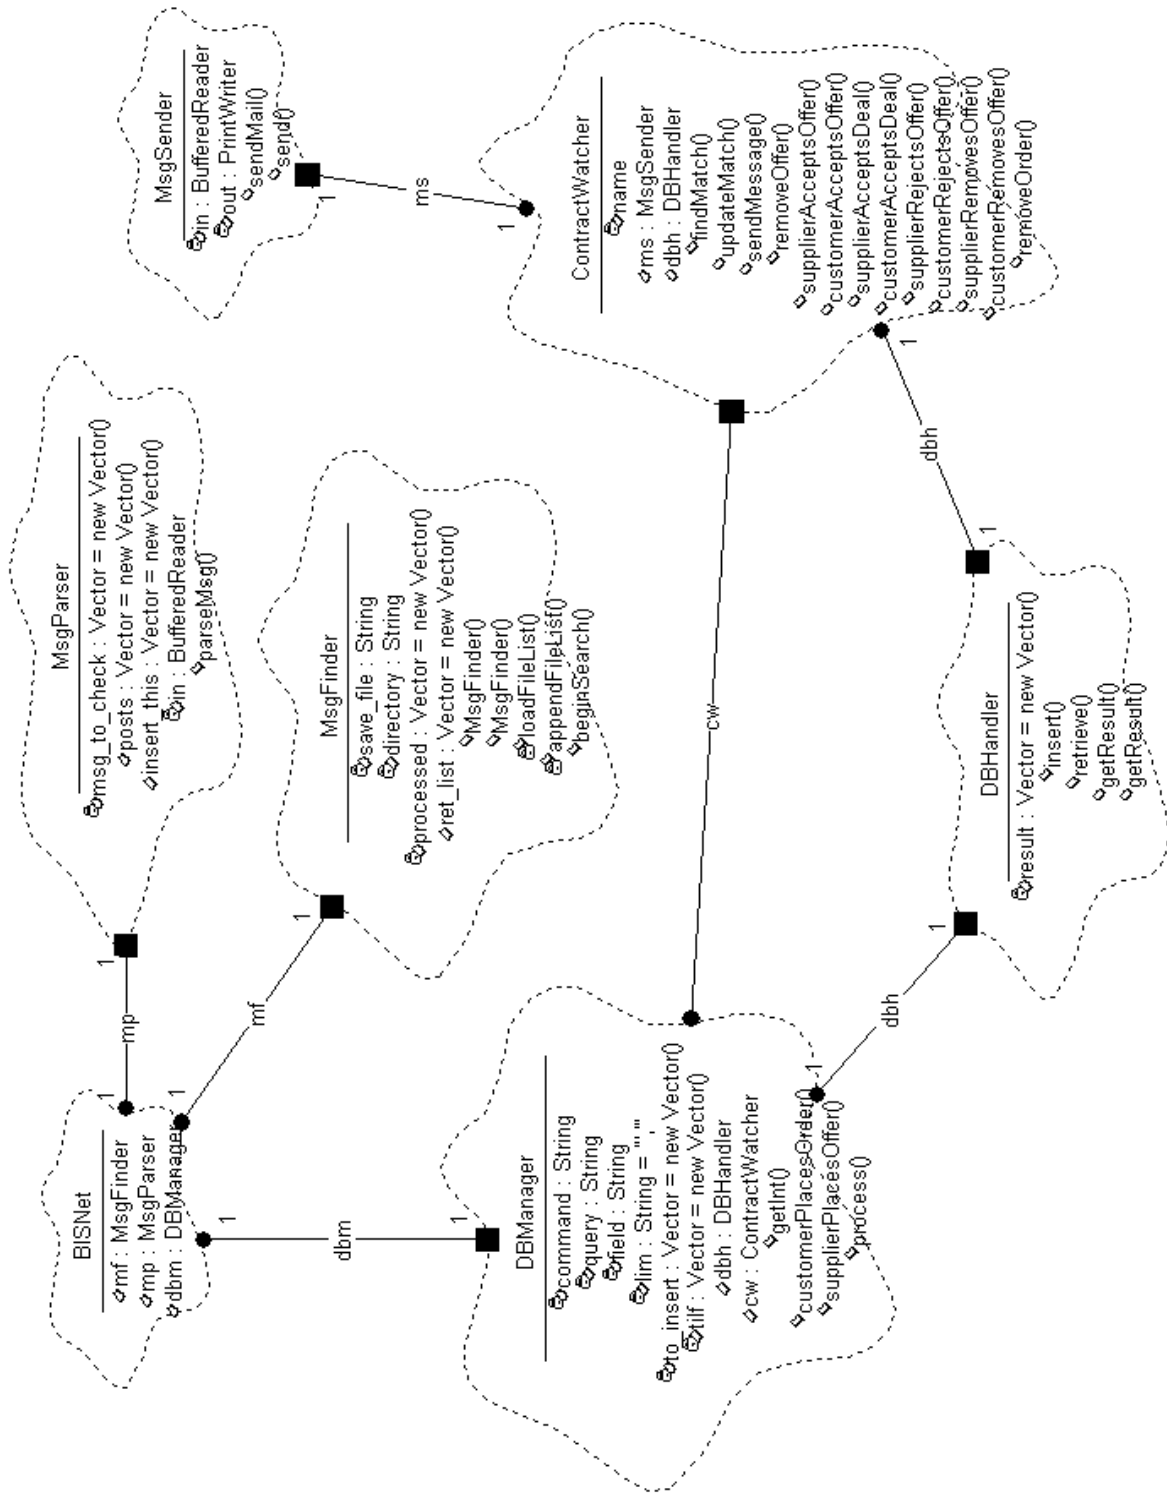 BISNet
mf : MsgFinder
mp : MsgParser
dbm : DBManager
1
mp
1
MsgParser
msg_to_check : Vector = new Vector()
posts : Vector = new Vector()
insert_this : Vector = new Vector()
in : BufferedReader
parseMsg()
MsgSender
in : BufferedReader
out : PrintWriter
sendMail()
send()
1
mf
1
MsgFinder
save_file : String
directory : String
processed : Vector = new Vector()
ret_list : Vector = new Vector()
MsgFinder()
MsgFinder()
loadFileList()
appendFileList()
beginSearch()
1
ms
1
1
dbm
1
DBManager
command : String
query : String
field : String
lim : String = "','"
to_insert : Vector = new Vector()
tilf : Vector = new Vector()
dbh : DBHandler
cw : ContractWatcher
getInt()
customerPlacesOrder()
supplierPlacesOffer()
process()
cw
ContractWatcher
name
ms : MsgSender
dbh : DBHandler
findMatch()
updateMatch()
sendMessage()
removeOffer()
supplierAcceptsOffer()
customerAcceptsOffer()
supplierAcceptsDeal()
customerAcceptsDeal()
supplierRejectsOffer()
customerRejectsOffer()
supplierRemovesOffer()
customerRemovesOffer()
removeOrder()
1
dbh
1
DBHandler
result : Vector = new Vector()
insert()
retrieve()
getResult()
getResult()
1
dbh
1